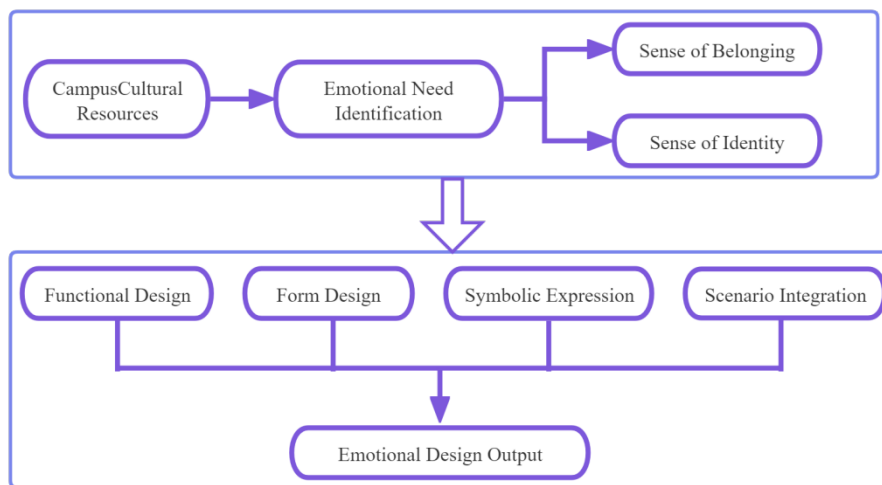 CampusCultural
Resources
Emotional Need
Identification
Sense of Belonging
Sense of Identity
Functional Design
Form Design
Symbolic Expression
Scenario Integration
Emotional Design Output